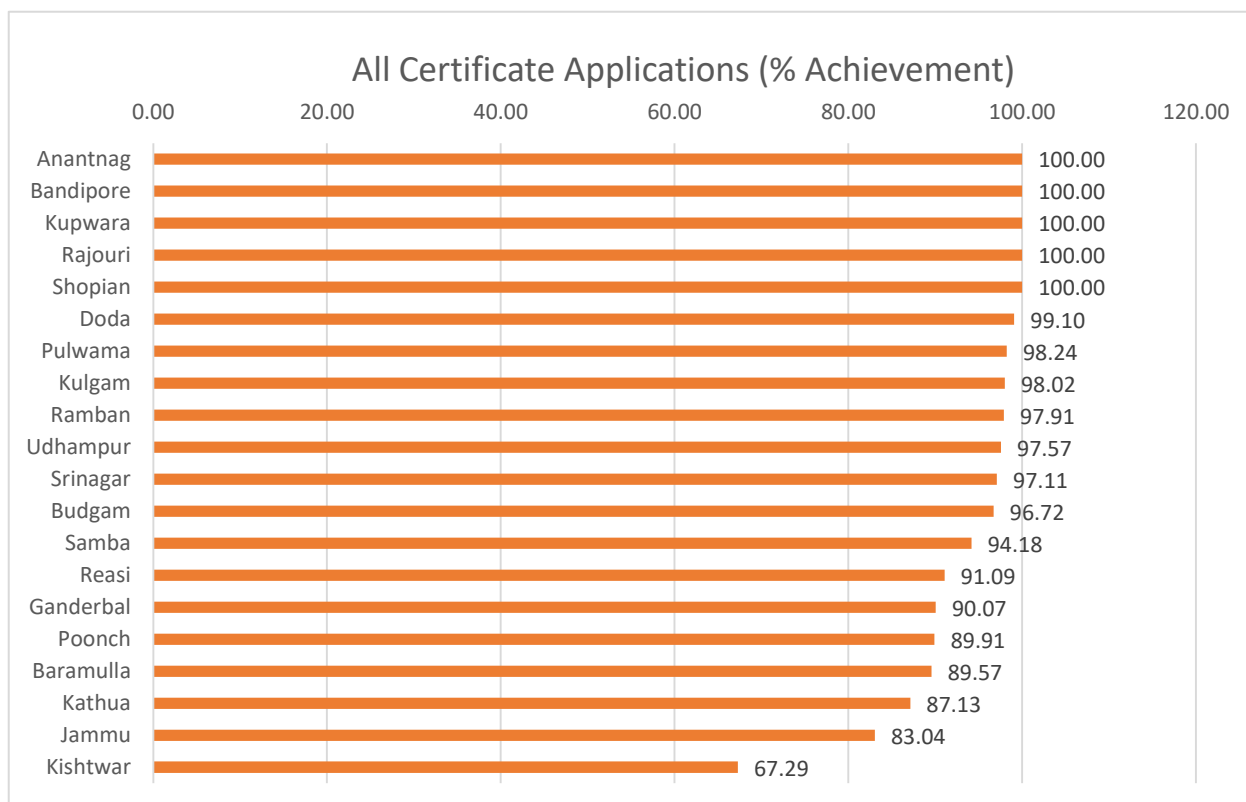 All Certificate Applications (% Achievement)
0.00 20.00 40.00 60.00 80.00 100.00 120.00
Anantnag 100.00
Bandipore 100.00
Kupwara 100.00
Rajouri 100.00
Shopian 100.00
Doda 99.10
Pulwama 98.24
Kulgam 98.02
Ramban 97.91
Udhampur 97.57
Srinagar 97.11
Budgam 96.72
Samba 94.18
Reasi 91.09
Ganderbal 90.07
Poonch 89.91
Baramulla 89.57
Kathua 87.13
Jammu 83.04
Kishtwar 67.29